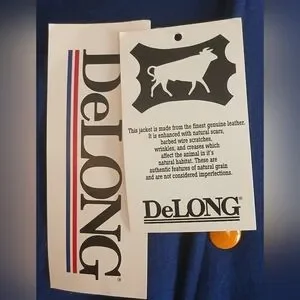 DeLONG®
This jacket is made from the finest genuine leather.
It is enhanced with natural scars,
barbed wire scratches,
wrinkles, and creases which
affect the animal in it's
natural habitat. These are
authentic features of natural grain
and are not considered imperfections.
DeLONG®